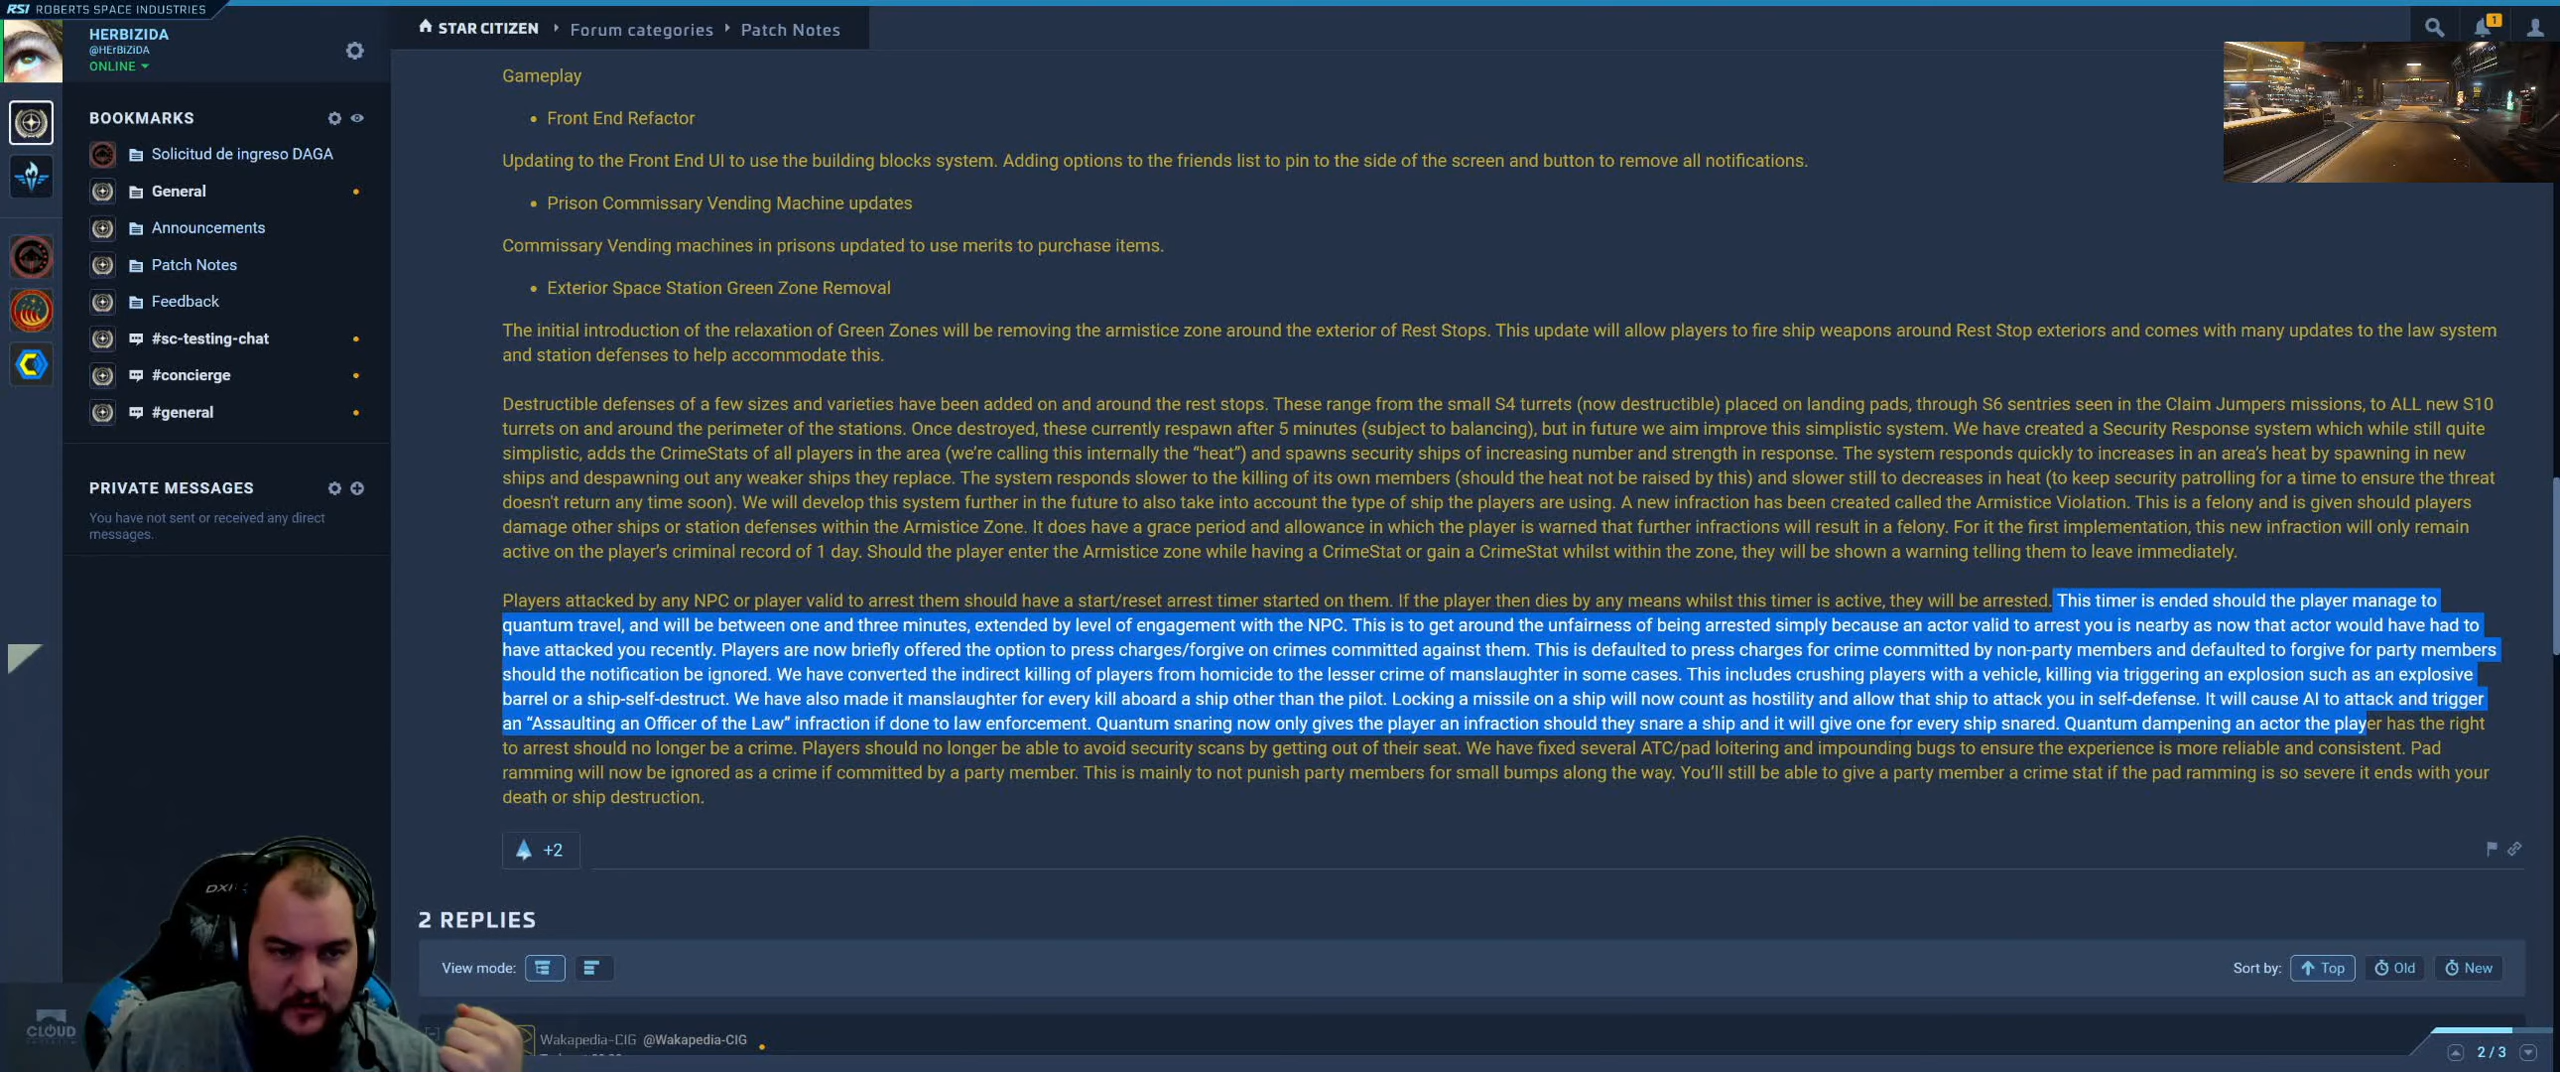 RSI ROBERTS SPACE INDUSTRIES
HERBIZIDA
@HErBiZiDA
ONLINE
BOOKMARKS
Solicitud de ingreso DAGA
General
Announcements
Patch Notes
Feedback
#sc-testing-chat
#concierge
#general
PRIVATE MESSAGES
You have not sent or received any direct
messages.
STAR CITIZEN Forum categories Patch Notes
1
Gameplay
• Front End Refactor
Updating to the Front End UI to use the building blocks system. Adding options to the friends list to pin to the side of the screen and button to remove all notifications.
• Prison Commissary Vending Machine updates
Commissary Vending machines in prisons updated to use merits to purchase items.
• Exterior Space Station Green Zone Removal
The initial introduction of the relaxation of Green Zones will be removing the armistice zone around the exterior of Rest Stops. This update will allow players to fire ship weapons around Rest Stop exteriors and comes with many updates to the law system
and station defenses to help accommodate this.
Destructible defenses of a few sizes and varieties have been added on and around the rest stops. These range from the small S4 turrets (now destructible) placed on landing pads, through S6 sentries seen in the Claim Jumpers missions, to ALL new S10
turrets on and around the perimeter of the stations. Once destroyed, these currently respawn after 5 minutes (subject to balancing), but in future we aim improve this simplistic system. We have created a Security Response system which while still quite
simplistic, adds the CrimeStats of all players in the area (we're calling this internally the “heat”) and spawns security ships of increasing number and strength in response. The system responds quickly to increases in an area's heat by spawning in new
ships and despawning out any weaker ships they replace. The system responds slower to the killing of its own members (should the heat not be raised by this) and slower still to decreases in heat (to keep security patrolling for a time to ensure the threat
doesn't return any time soon). We will develop this system further in the future to also take into account the type of ship the players are using. A new infraction has been created called the Armistice Violation. This is a felony and is given should players
damage other ships or station defenses within the Armistice Zone. It does have a grace period and allowance in which the player is warned that further infractions will result in a felony. For it the first implementation, this new infraction will only remain
active on the player's criminal record of 1 day. Should the player enter the Armistice zone while having a CrimeStat or gain a CrimeStat whilst within the zone, they will be shown a warning telling them to leave immediately.
Players attacked by any NPC or player valid to arrest them should have a start/reset arrest timer started on them. If the player then dies by any means whilst this timer is active, they will be arrested. This timer is ended should the player manage to
quantum travel, and will be between one and three minutes, extended by level of engagement with the NPC. This is to get around the unfairness of being arrested simply because an actor valid to arrest you is nearby as now that actor would have had to
have attacked you recently. Players are now briefly offered the option to press charges/forgive on crimes committed against them. This is defaulted to press charges for crime committed by non-party members and defaulted to forgive for party members
should the notification be ignored. We have converted the indirect killing of players from homicide to the lesser crime of manslaughter in some cases. This includes crushing players with a vehicle, killing via triggering an explosion such as an explosive
barrel or a ship-self-destruct. We have also made it manslaughter for every kill aboard a ship other than the pilot. Locking a missile on a ship will now count as hostility and allow that ship to attack you in self-defense. It will cause AI to attack and trigger
an “Assaulting an Officer of the Law” infraction if done to law enforcement. Quantum snaring now only gives the player an infraction should they snare a ship and it will give one for every ship snared. Quantum dampening an actor the player has the right
to arrest should no longer be a crime. Players should no longer be able to avoid security scans by getting out of their seat. We have fixed several ATC/pad loitering and impounding bugs to ensure the experience is more reliable and consistent. Pad
ramming will now be ignored as a crime if committed by a party member. This is mainly to not punish party members for small bumps along the way. You'll still be able to give a party member a crime stat if the pad ramming is so severe it ends with your
death or ship destruction.
+2
2 REPLIES
View mode:
Sort by: Top Old New
Wakapedia-CIG @Wakapedia-CIG
2 / 3
CLOUD